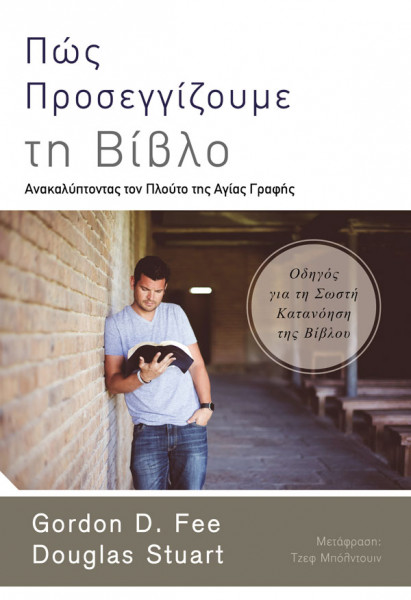 Πώς
Προσεγγίζουμε
τη Βίβλο
Ανακαλύπτοντας τον Πλούτο της Αγίας Γραφής
Οδηγός
για τη Σωστή
Κατανόηση
της Βίβλου
Gordon D. Fee
Douglas Stuart
Μετάφραση:
Τζεφ Μπόλντουιν